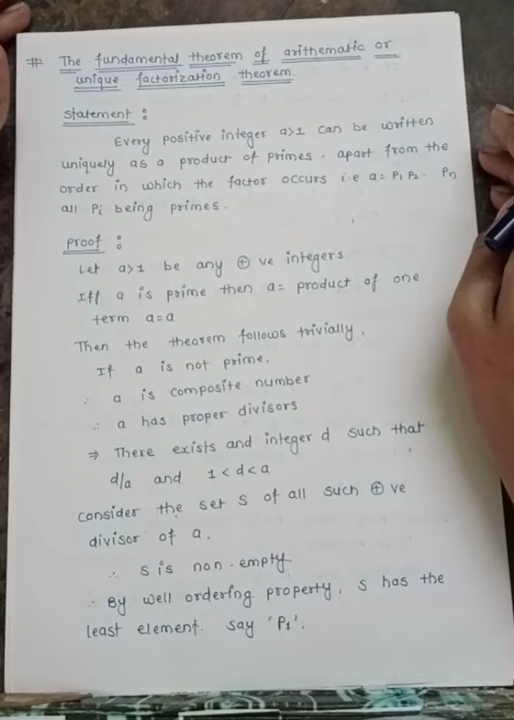 # The fundamental theorem of arithematic or
unique factorization theorem.
Statement :
Every positive integer a>1 can be written
uniquely as a product of primes. apart from the
order in which the factor occurs i.e a= P₁ P₂.. Pn
all Pi being primes.
Proof :
Let a>1 be any ⊕ ve integers
Iff a is prime then a= product of one
term a=a
Then the theorem follows trivially.
If a is not prime.
∴ a is composite number
∴ a has proper divisors
⇒ There exists and integer d such that
d/a and 1<d<a
consider the set S of all such ⊕ ve
divisor of a.
∴ S is non-empty
∴ By well ordering property, S has the
least element. say 'P₁'.